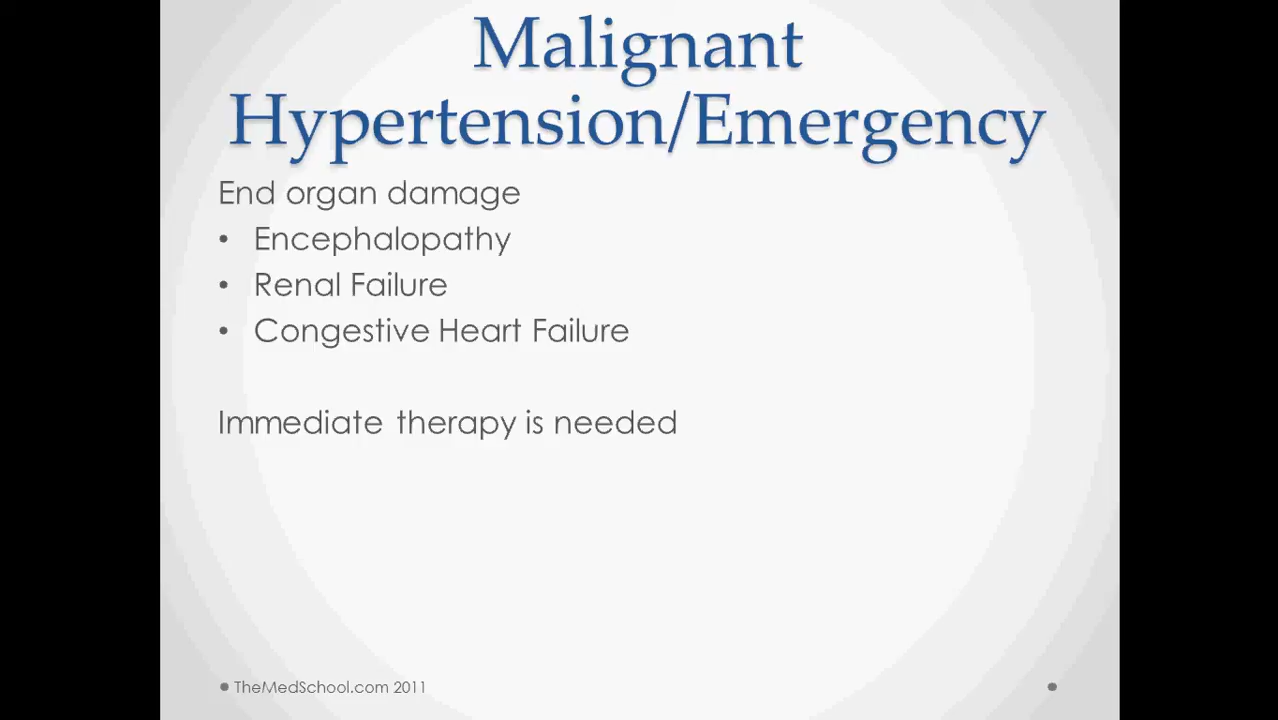 Malignant
Hypertension/Emergency
End organ damage
• Encephalopathy
• Renal Failure
• Congestive Heart Failure
Immediate therapy is needed
TheMedSchool.com 2011